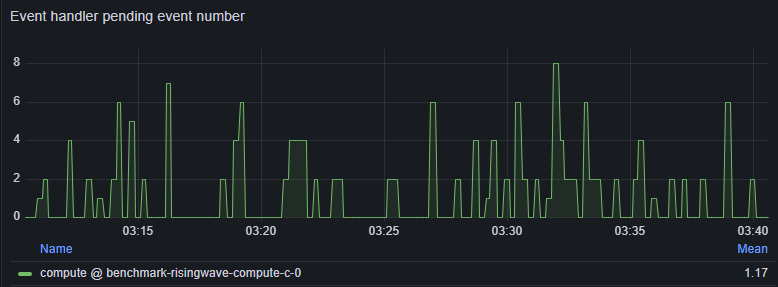 Event handler pending event number
8
6
4
2
0
03:15 03:20 03:25 03:30 03:35 03:40
Name Mean
compute @ benchmark-risingwave-compute-c-0 1.17